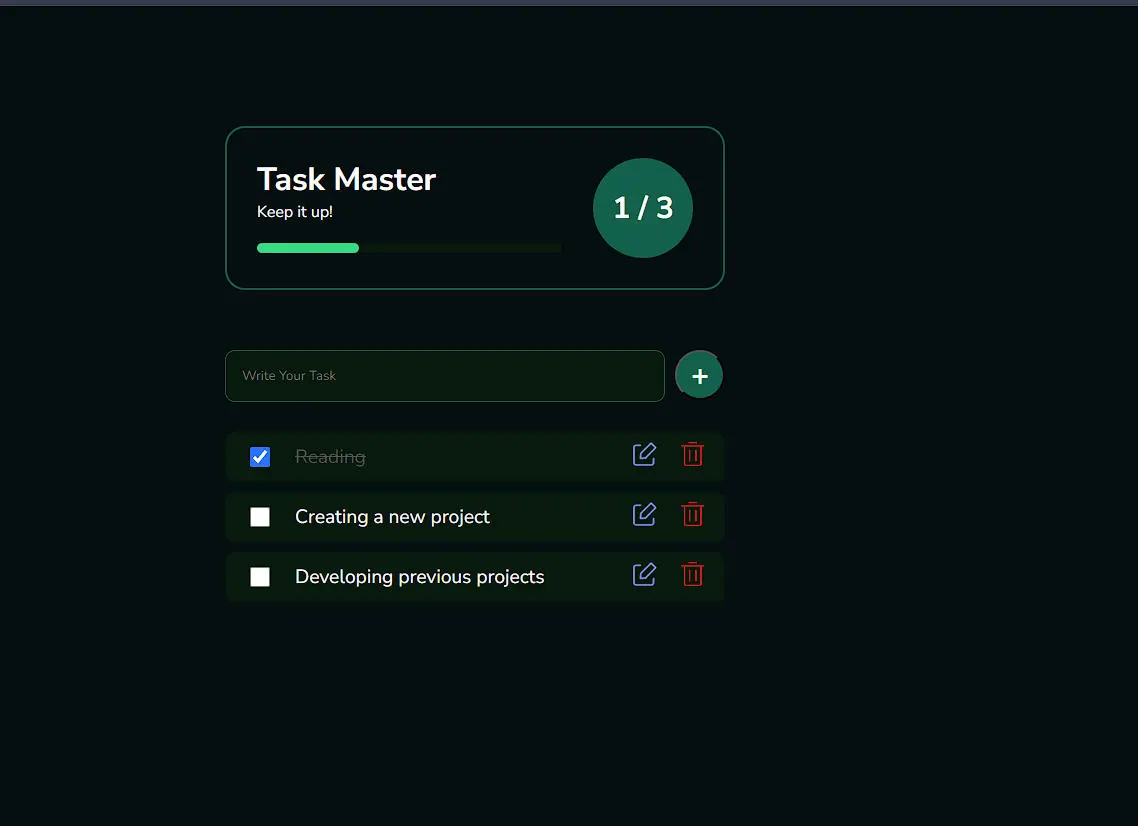 Task Master
Keep it up!
1 / 3
Write Your Task
+
Reading
Creating a new project
Developing previous projects